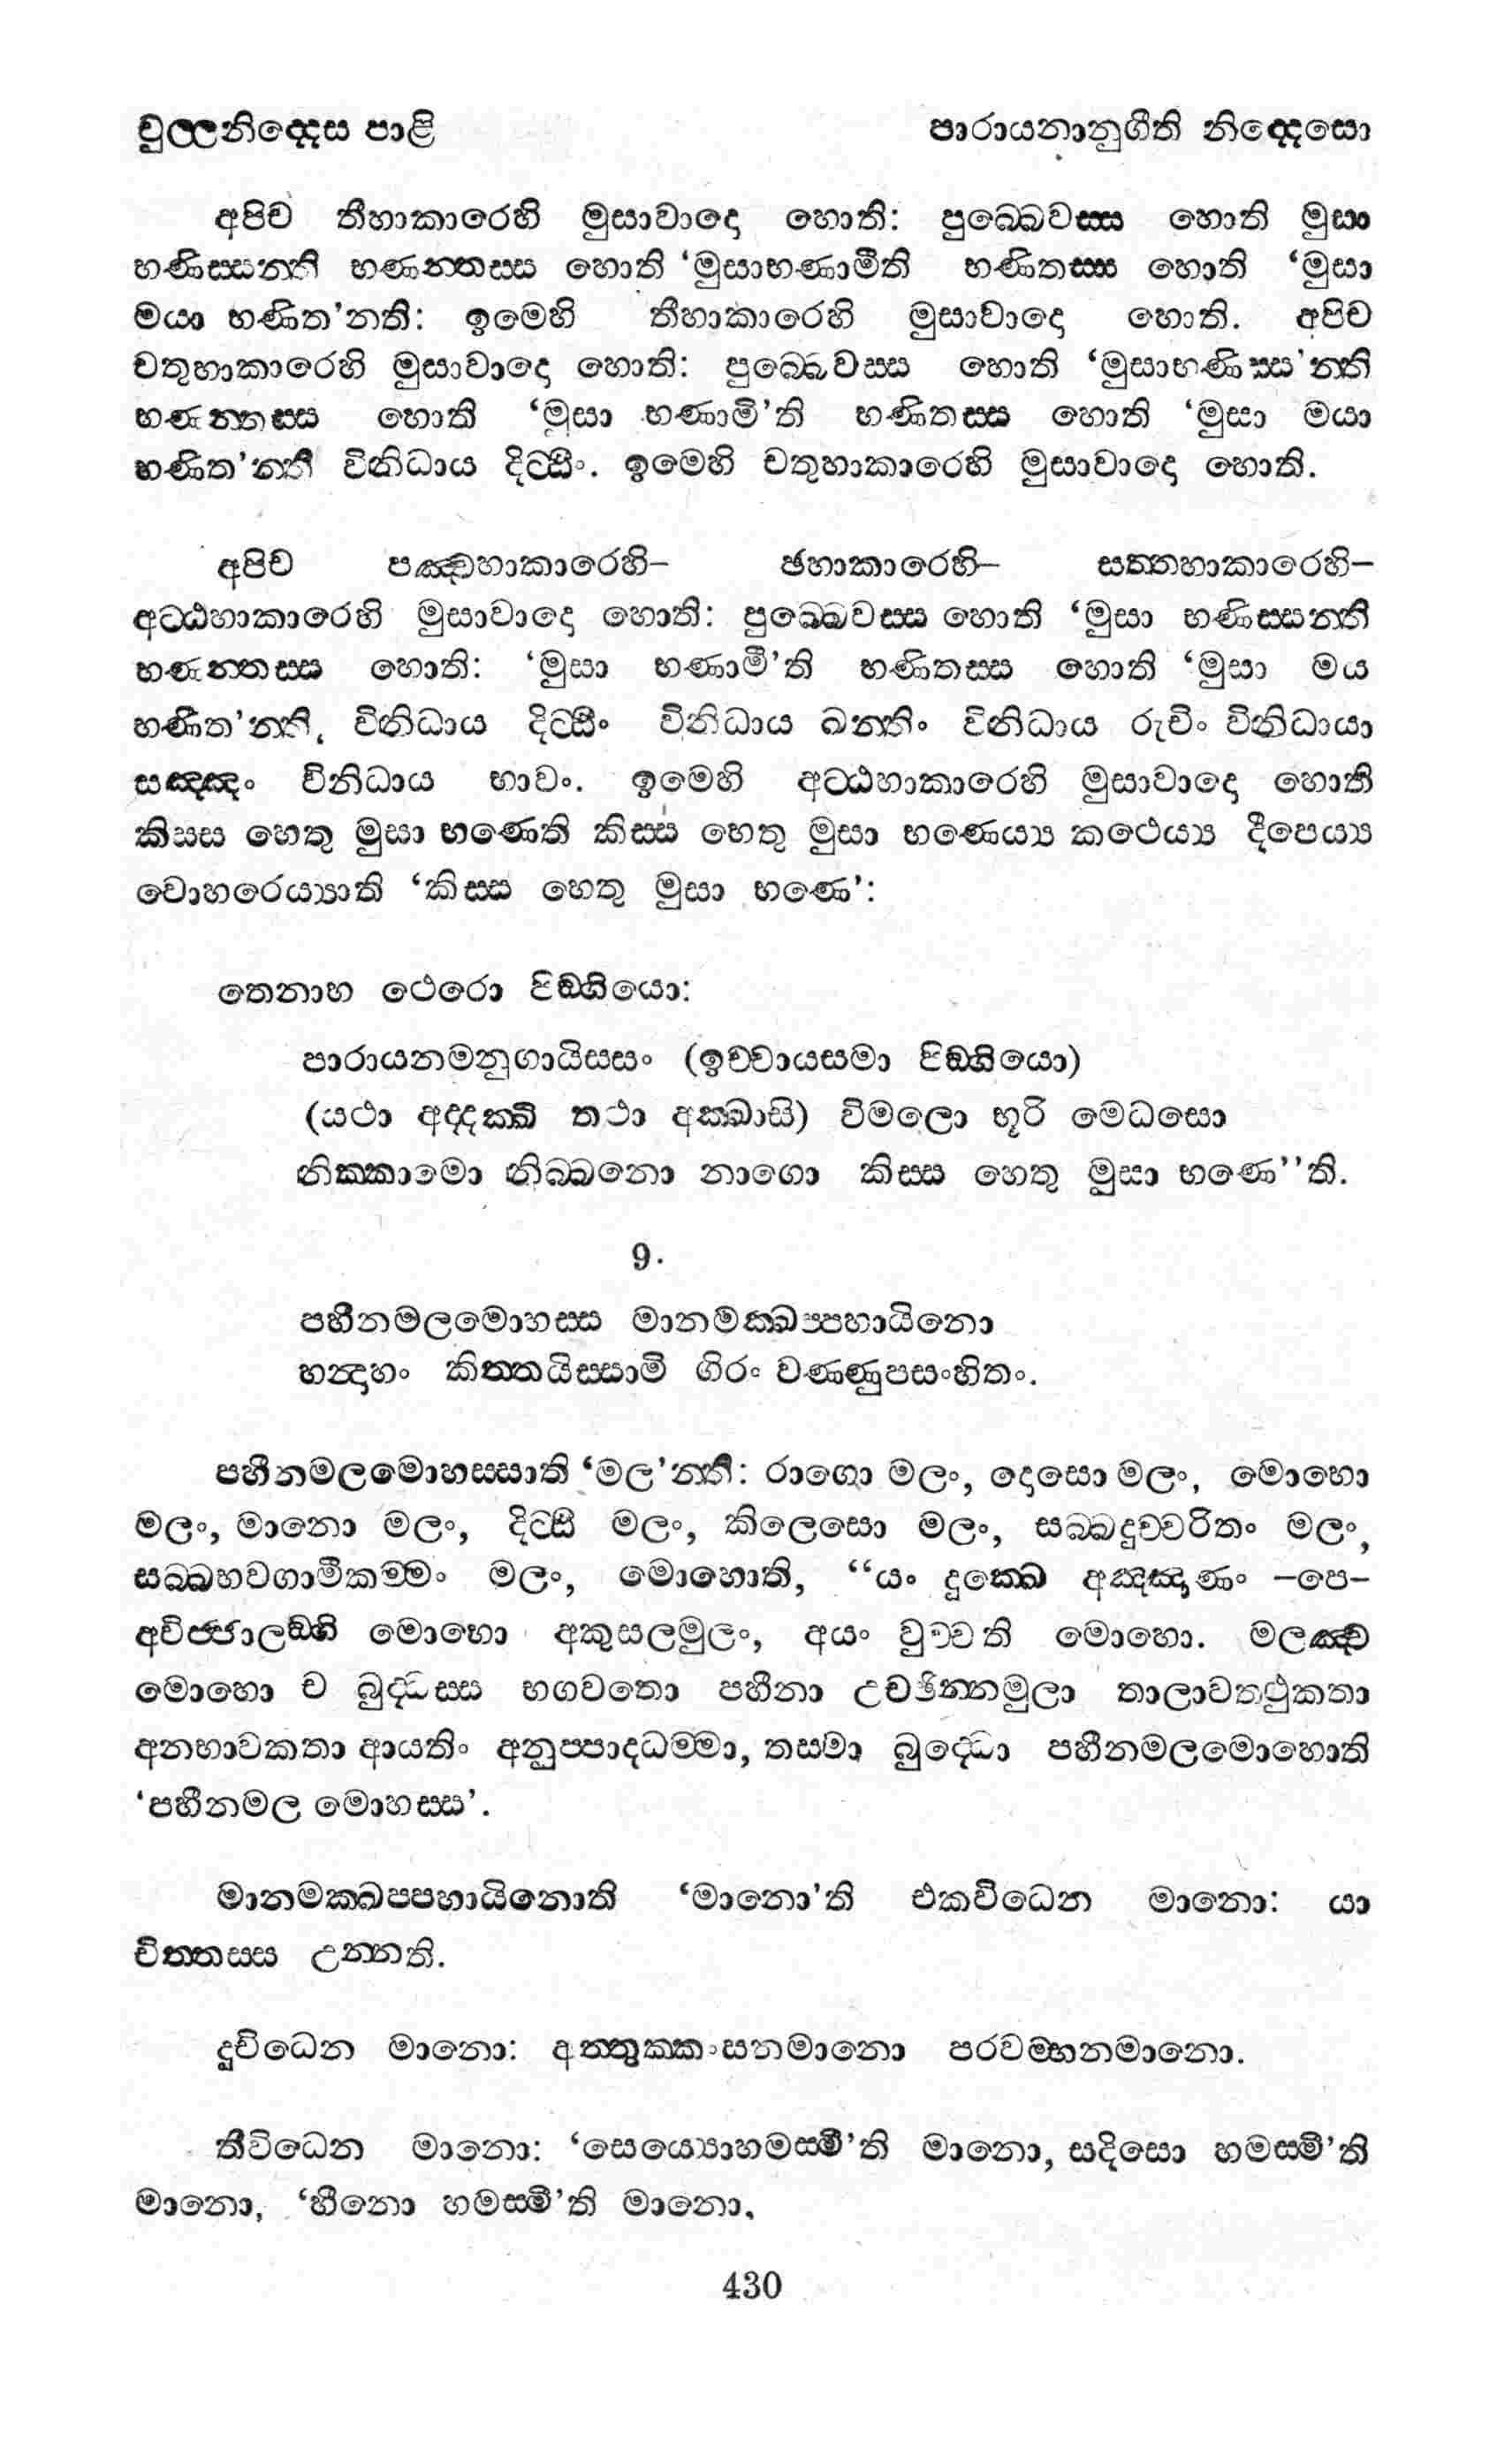 චුල්ලනිද්දෙස පාළි
පාරායනානුගීති නිද්දෙසො
අපිච තීහාකාරෙහි මුසාවාදො හොති: පුබ්බෙවස්ස හොති මුසා
භණිස්සන්ති භණන්තස්ස හොති ‘මුසාභණාමීති භණිතස්ස හොති ‘මුසා
මයා භණිත’න්ති: ඉමෙහි තීහාකාරෙහි මුසාවාදො හොති. අපිච
චතුහාකාරෙහි මුසාවාදො හොති: පුබ්බෙවස්ස හොති ‘මුසාභණිස්ස’න්ති
භණන්තස්ස හොති ‘මුසා භණාමි’ති භණිතස්ස හොති ‘මුසා මයා
භණිත’න්ති විනිධාය දිට්ඨිං. ඉමෙහි චතුහාකාරෙහි මුසාවාදො හොති.
අපිච පඤ්චහාකාරෙහි– ඡහාකාරෙහි– සත්තහාකාරෙහි–
අට්ඨහාකාරෙහි මුසාවාදො හොති: පුබ්බෙවස්ස හොති ‘මුසා භණිස්සන්ති
භණන්තස්ස හොති: ‘මුසා භණාමී’ති භණිතස්ස හොති ‘මුසා මය
භණිත’න්ති, විනිධාය දිට්ඨිං විනිධාය ඛන්තිං විනිධාය රුචිං විනිධායා
සඤ්ඤං විනිධාය භාවං. ඉමෙහි අට්ඨහාකාරෙහි මුසාවාදො හොති
කිස්ස හෙතු මුසා භණෙති කිස්ස හෙතු මුසා භණෙය්‍ය කථෙය්‍ය දීපෙය්‍ය
වොහරෙය්‍යාති ‘කිස්ස හෙතු මුසා භණෙ’:
තෙනාහ ථෙරො පිඞ්ගියො:
පාරායනමනුගායිස්සං (ඉච්චායස්මා පිඞ්ගියො)
(යථා අද්දක්ඛි තථා අක්ඛාසි) විමලො භූරි මෙධසො
නික්කාමො නිබ්බනො නාගො කිස්ස හෙතු මුසා භණෙ’’ති.
9.
පහීනමලමොහස්ස මානමක්ඛප්පහායිනො
හන්දාහං කිත්තයිස්සාමි ගිරං වණ්ණුපසංහිතං.
පහීනමලමොහස්සාති ‘මල’න්ති: රාගො මලං, දොසො මලං, මොහො
මලං, මානො මලං, දිට්ඨි මලං, කිලෙසො මලං, සබ්බදුච්චරිතං මලං,
සබ්බභවගාමීකම්මං මලං, මොහොති, “යං දුක්ඛෙ අඤ්ඤාණං –පෙ–
අවිජ්ජාලඞ්ගි මොහො අකුසලමුලං, අයං වුච්චති මොහො. මලඤ්ච
මොහො ච බුද්ධස්ස භගවතො පහීනා උච්ඡින්නමුලා තාලාවත්ථුකතා
අනභාවකතා ආයතිං අනුප්පාදධම්මා, තස්මා බුද්ධො පහීනමලමොහොති
‘පහීනමල මොහස්ස’.
මානමක්ඛප්පහායිනොති ‘මානො’ති එකවිධෙන මානො: යා
චිත්තස්ස උන්නති.
දුවිධෙන මානො: අත්තුක්කංසනමානො පරවම්භනමානො.
තීවිධෙන මානො: ‘සෙය්‍යොහමස්මී’ති මානො, සදිසො හමස්මී’ති
මානො, ‘හීනො හමස්මී’ති මානො,
430